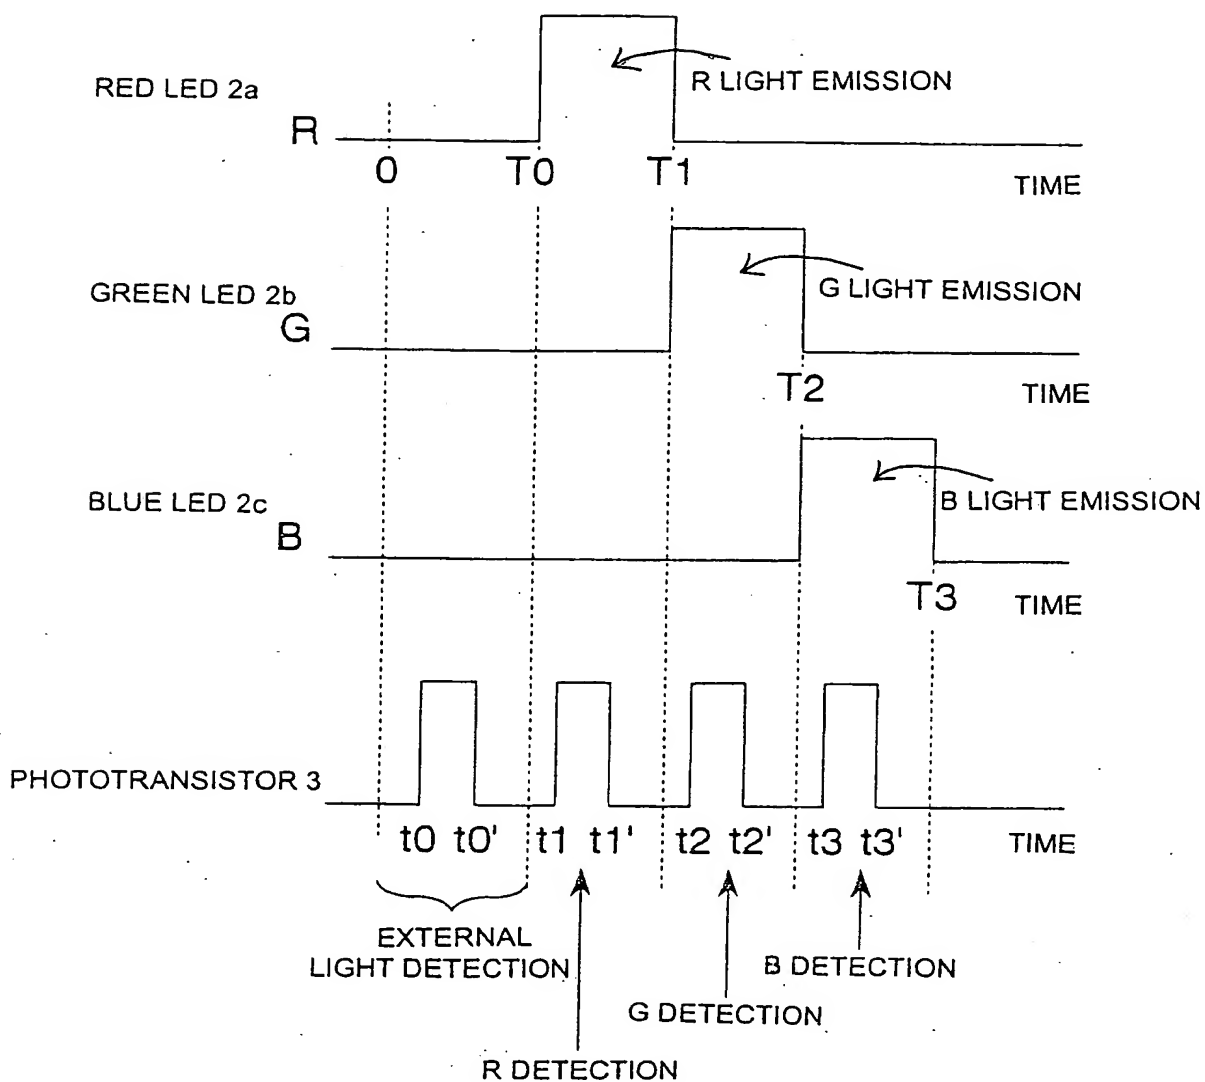 RED LED 2a
R
R LIGHT EMISSION
0
T0
T1
TIME
GREEN LED 2b
G
G LIGHT EMISSION
T2
TIME
BLUE LED 2c
B
B LIGHT EMISSION
T3
TIME
PHOTOTRANSISTOR 3
t0 t0' t1 t1' t2 t2' t3 t3'
TIME
EXTERNAL
LIGHT DETECTION
B DETECTION
G DETECTION
R DETECTION